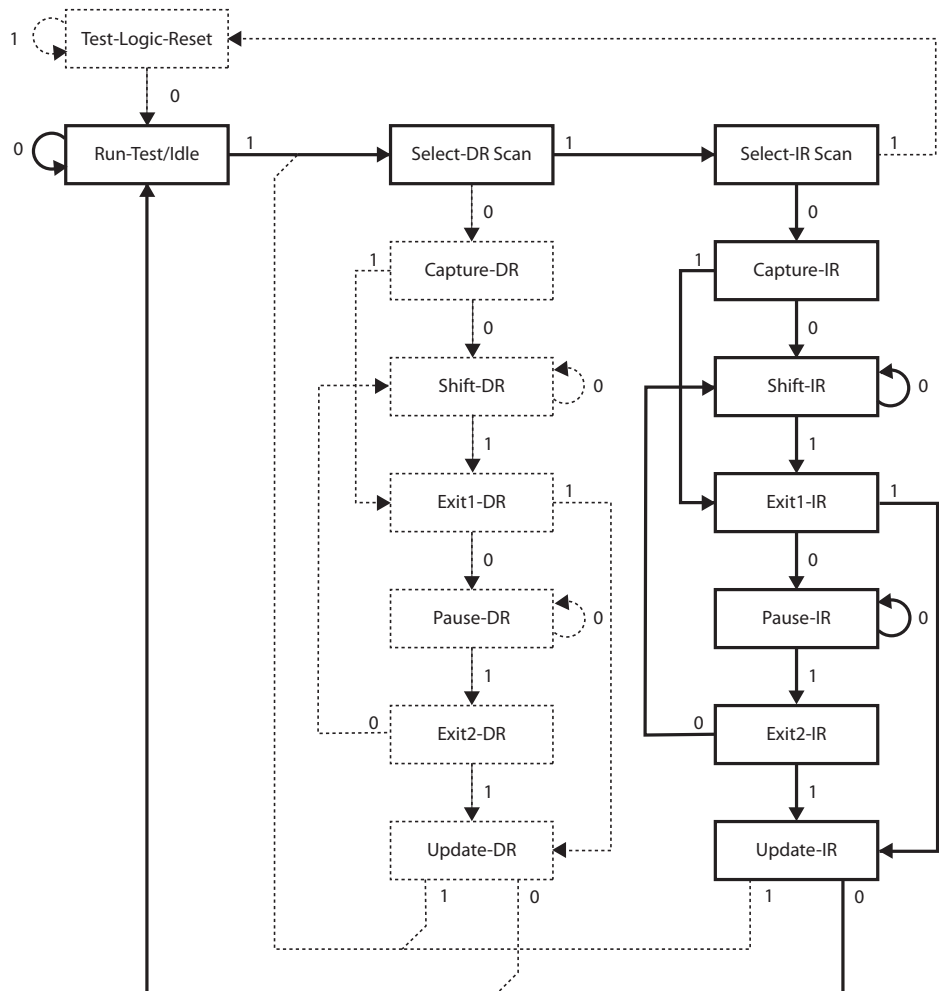 Test-Logic-Reset
1
0
0
Run-Test/Idle
1
Select-DR Scan
1
Select-IR Scan
1
0
0
1
Capture-DR
1
Capture-IR
0
0
Shift-DR
0
Shift-IR
0
1
1
Exit1-DR
1
Exit1-IR
1
0
0
Pause-DR
0
Pause-IR
0
1
1
0
Exit2-DR
0
Exit2-IR
1
1
Update-DR
Update-IR
1
0
1
0